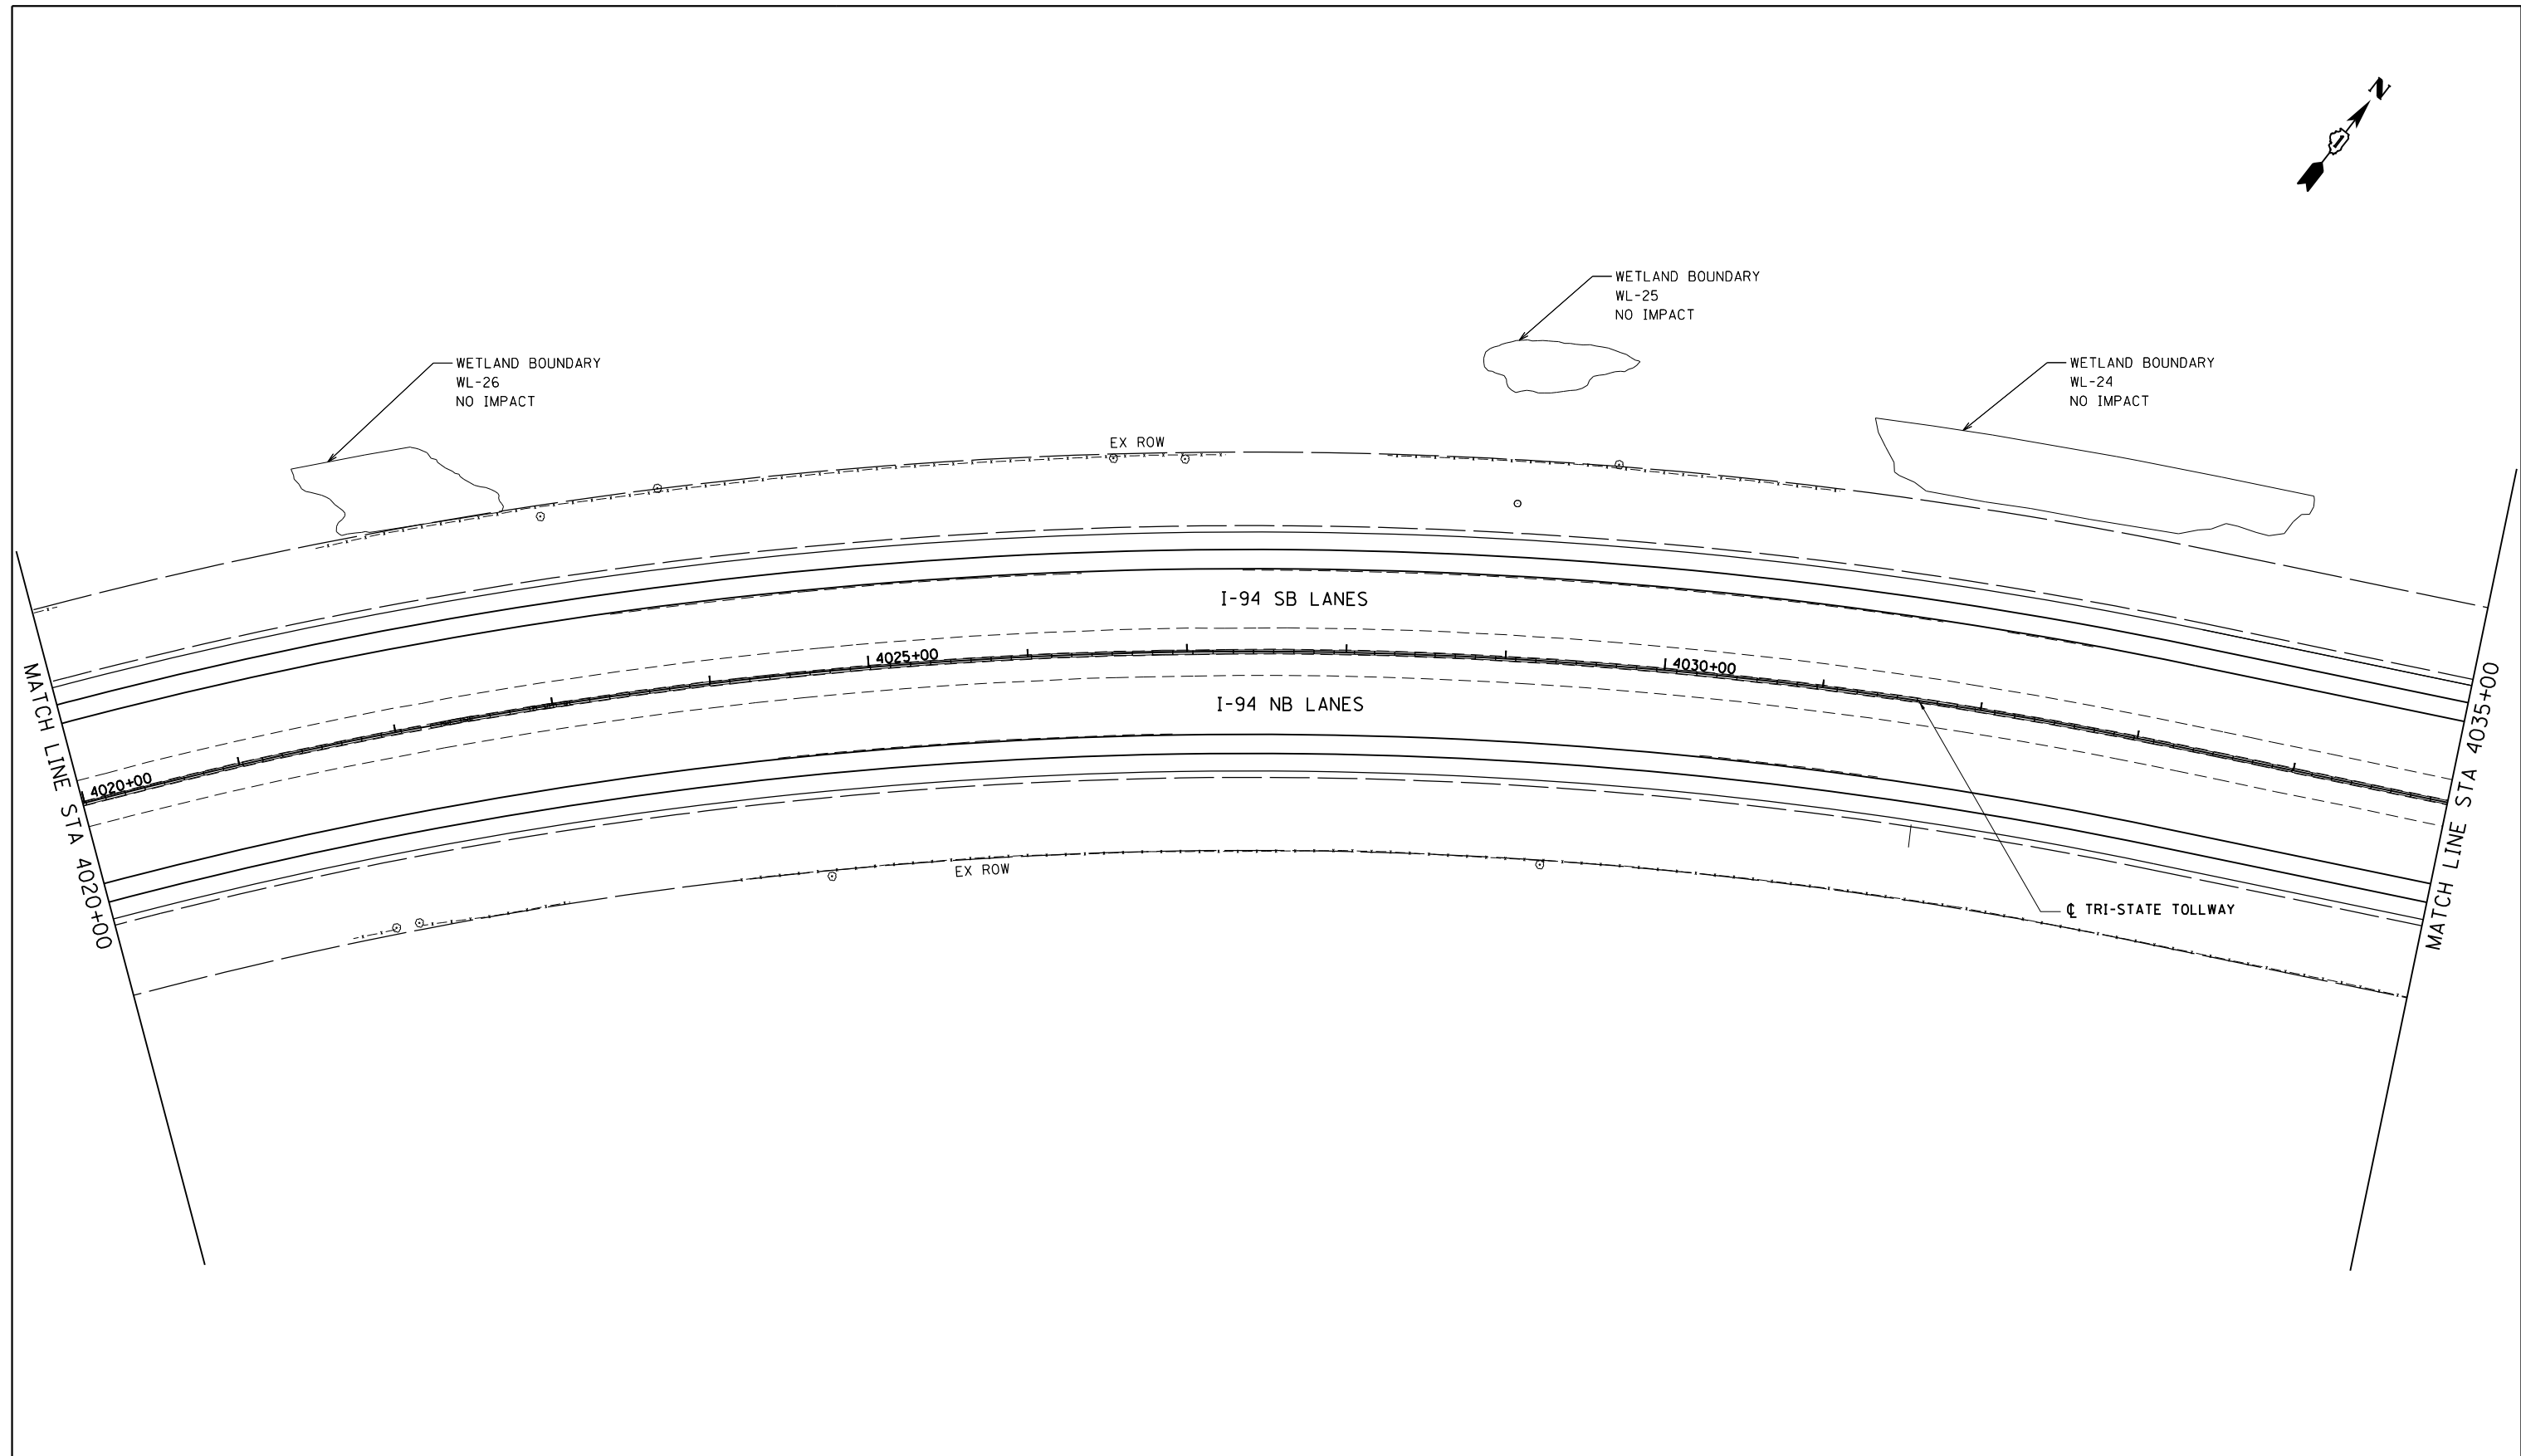 N
WETLAND BOUNDARY
WL-25
NO IMPACT
WETLAND BOUNDARY
WL-26
NO IMPACT
WETLAND BOUNDARY
WL-24
NO IMPACT
EX ROW
I-94 SB LANES
4025+00
4030+00
I-94 NB LANES
4020+00
MATCH LINE STA 4020+00
MATCH LINE STA 4035+00
EX ROW
℄ TRI-STATE TOLLWAY